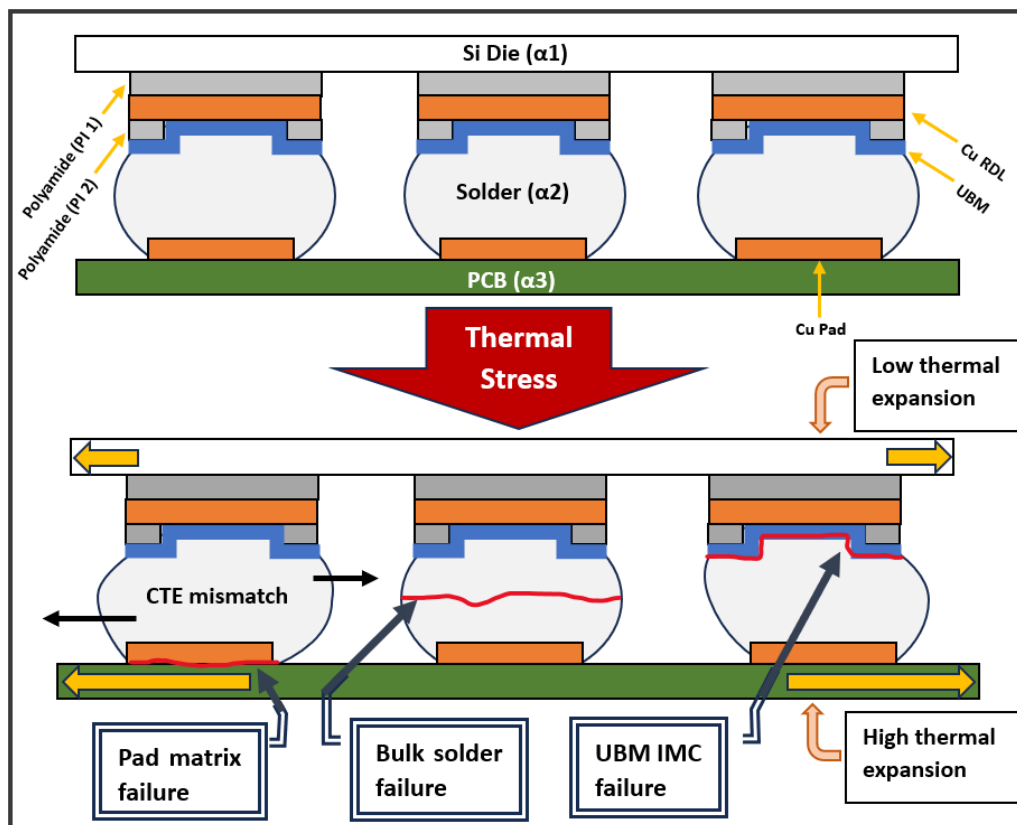 Si Die (α1)
Polyamide (PI 1)
Polyamide (PI 2)
Solder (α2)
Cu RDL
UBM
PCB (α3)
Cu Pad
Thermal
Stress
Low thermal
expansion
CTE mismatch
Pad matrix
failure
Bulk solder
failure
UBM IMC
failure
High thermal
expansion